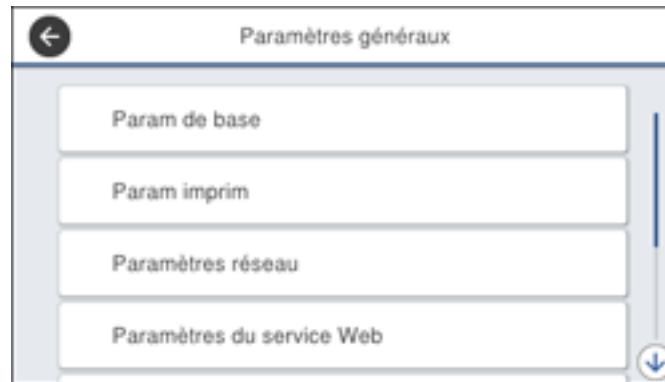 Paramètres généraux
Param de base
Param imprim
Paramètres réseau
Paramètres du service Web